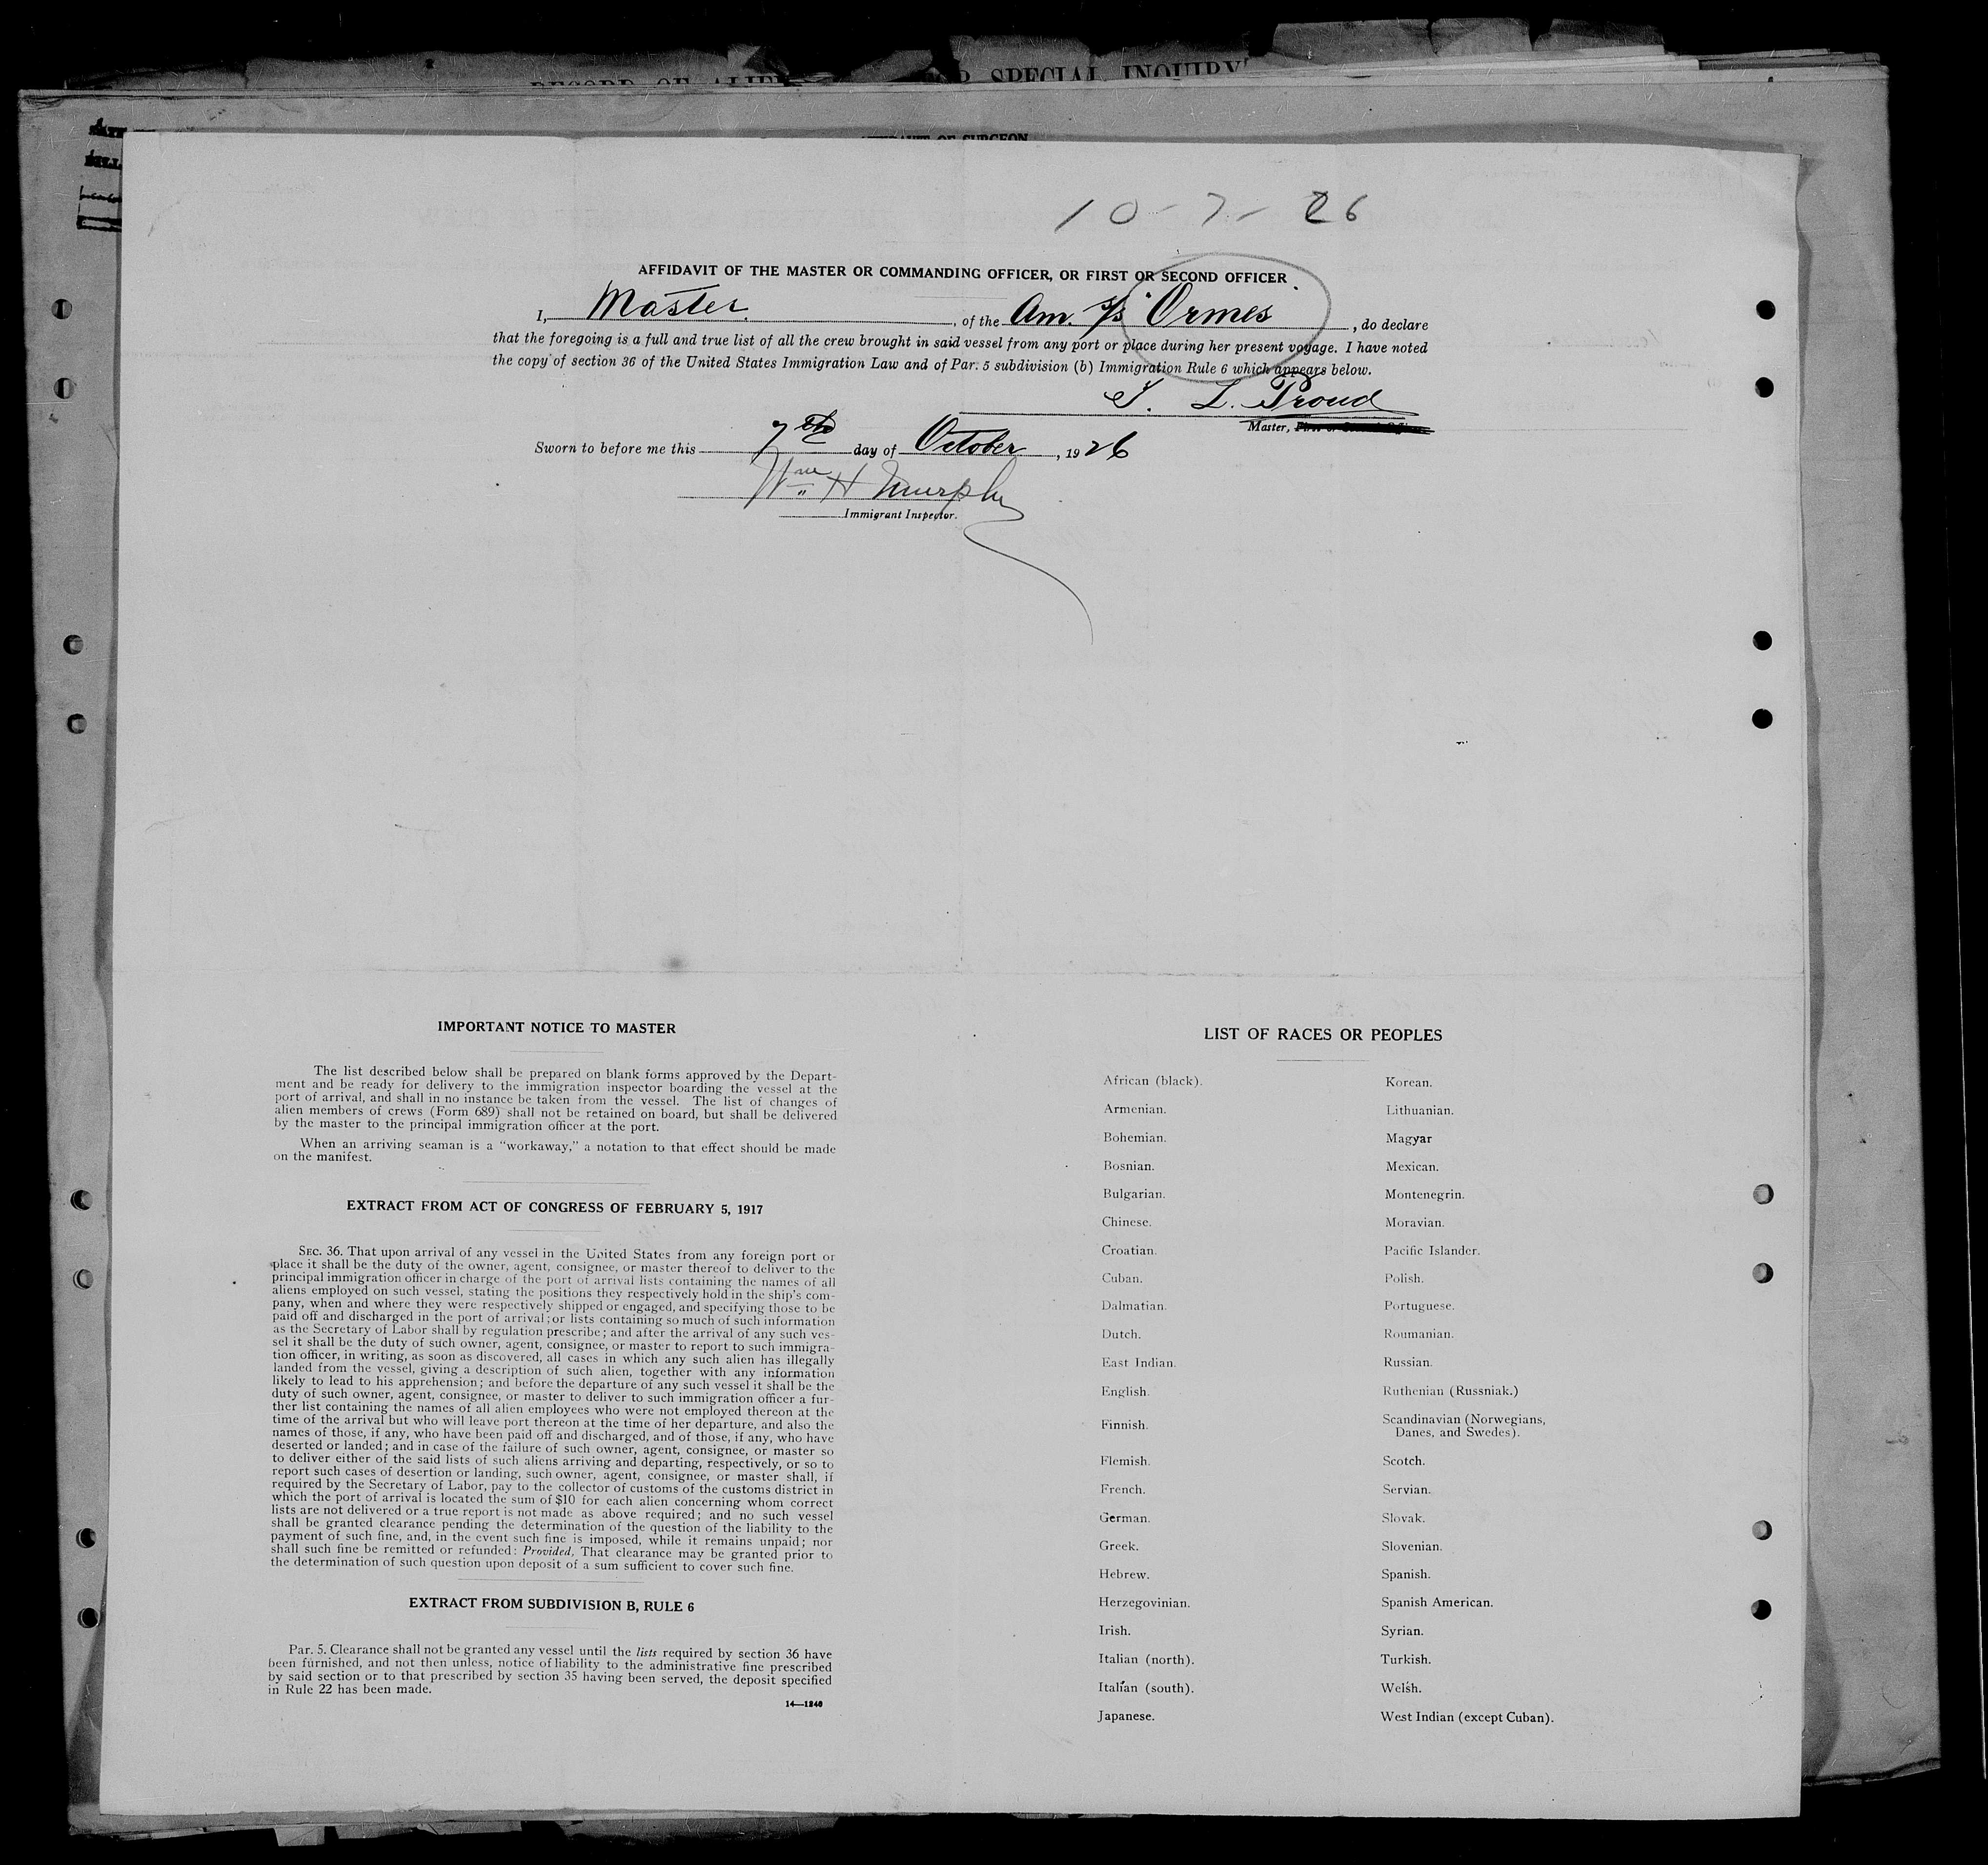 SPECIAL INQUIRY
10-7-26
AFFIDAVIT OF THE MASTER OR COMMANDING OFFICER, OR FIRST OR SECOND OFFICER
I, Master, of the Am. S/S "Ormes", do declare
that the foregoing is a full and true list of all the crew brought in said vessel from any port or place during her present voyage. I have noted
the copy of section 36 of the United States Immigration Law and of Par. 5 subdivision (b) Immigration Rule 6 which appears below.
L. Proud
Master, First or Second Officer.
Sworn to before me this 7th day of October, 1926
Wm H Murphy
Immigrant Inspector.
IMPORTANT NOTICE TO MASTER
The list described below shall be prepared on blank forms approved by the Depart-
ment and be ready for delivery to the immigration inspector boarding the vessel at the
port of arrival, and shall in no instance be taken from the vessel. The list of changes of
alien members of crews (Form 689) shall not be retained on board, but shall be delivered
by the master to the principal immigration officer at the port.
When an arriving seaman is a "workaway," a notation to that effect should be made
on the manifest.
EXTRACT FROM ACT OF CONGRESS OF FEBRUARY 5, 1917
SEC. 36. That upon arrival of any vessel in the United States from any foreign port or
place it shall be the duty of the owner, agent, consignee, or master thereof to deliver to the
principal immigration officer in charge of the port of arrival lists containing the names of all
aliens employed on such vessel, stating the positions they respectively hold in the ship's com-
pany, when and where they were respectively shipped or engaged, and specifying those to be
paid off and discharged in the port of arrival; or lists containing so much of such information
as the Secretary of Labor shall by regulation prescribe; and after the arrival of any such ves-
sel it shall be the duty of such owner, agent, consignee, or master to report to such immigra-
tion officer, in writing, as soon as discovered, all cases in which any such alien has illegally
landed from the vessel, giving a description of such alien, together with any information
likely to lead to his apprehension; and before the departure of any such vessel it shall be the
duty of such owner, agent, consignee, or master to deliver to such immigration officer a fur-
ther list containing the names of all alien employees who were not employed thereon at the
time of the arrival but who will leave port thereon at the time of her departure, and also the
names of those, if any, who have been paid off and discharged, and of those, if any, who have
deserted or landed; and in case of the failure of such owner, agent, consignee, or master so
to deliver either of the said lists of such aliens arriving and departing, respectively, or so to
report such cases of desertion or landing, such owner, agent, consignee, or master shall, if
required by the Secretary of Labor, pay to the collector of customs of the customs district in
which the port of arrival is located the sum of $10 for each alien concerning whom correct
lists are not delivered or a true report is not made as above required; and no such vessel
shall be granted clearance pending the determination of the question of the liability to the
payment of such fine, and, in the event such fine is imposed, while it remains unpaid; nor
shall such fine be remitted or refunded: Provided, That clearance may be granted prior to
the determination of such question upon deposit of a sum sufficient to cover such fine.
EXTRACT FROM SUBDIVISION B, RULE 6
Par. 5. Clearance shall not be granted any vessel until the lists required by section 36 have
been furnished, and not then unless, notice of liability to the administrative fine prescribed
by said section or to that prescribed by section 35 having been served, the deposit specified
in Rule 22 has been made.
14—1240
LIST OF RACES OR PEOPLES
African (black).
Armenian.
Bohemian.
Bosnian.
Bulgarian.
Chinese.
Croatian.
Cuban.
Dalmatian.
Dutch.
East Indian.
English.
Finnish.
Flemish.
French.
German.
Greek.
Hebrew.
Herzegovinian.
Irish.
Italian (north).
Italian (south).
Japanese.
Korean.
Lithuanian.
Magyar
Mexican.
Montenegrin.
Moravian.
Pacific Islander.
Polish.
Portuguese.
Roumanian.
Russian.
Ruthenian (Russniak.)
Scandinavian (Norwegians,
Danes, and Swedes).
Scotch.
Servian.
Slovak.
Slovenian.
Spanish.
Spanish American.
Syrian.
Turkish.
Welsh.
West Indian (except Cuban).